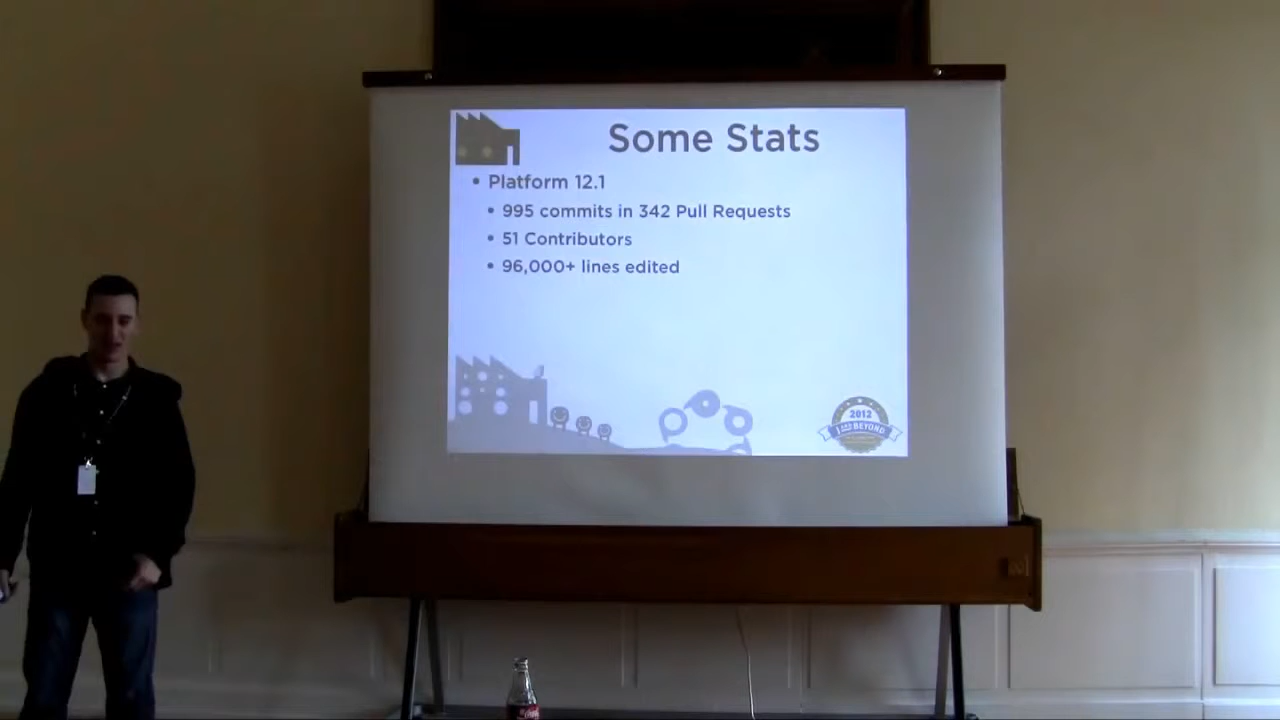 Some Stats
• Platform 12.1
• 995 commits in 342 Pull Requests
• 51 Contributors
• 96,000+ lines edited
2012
BEYOND